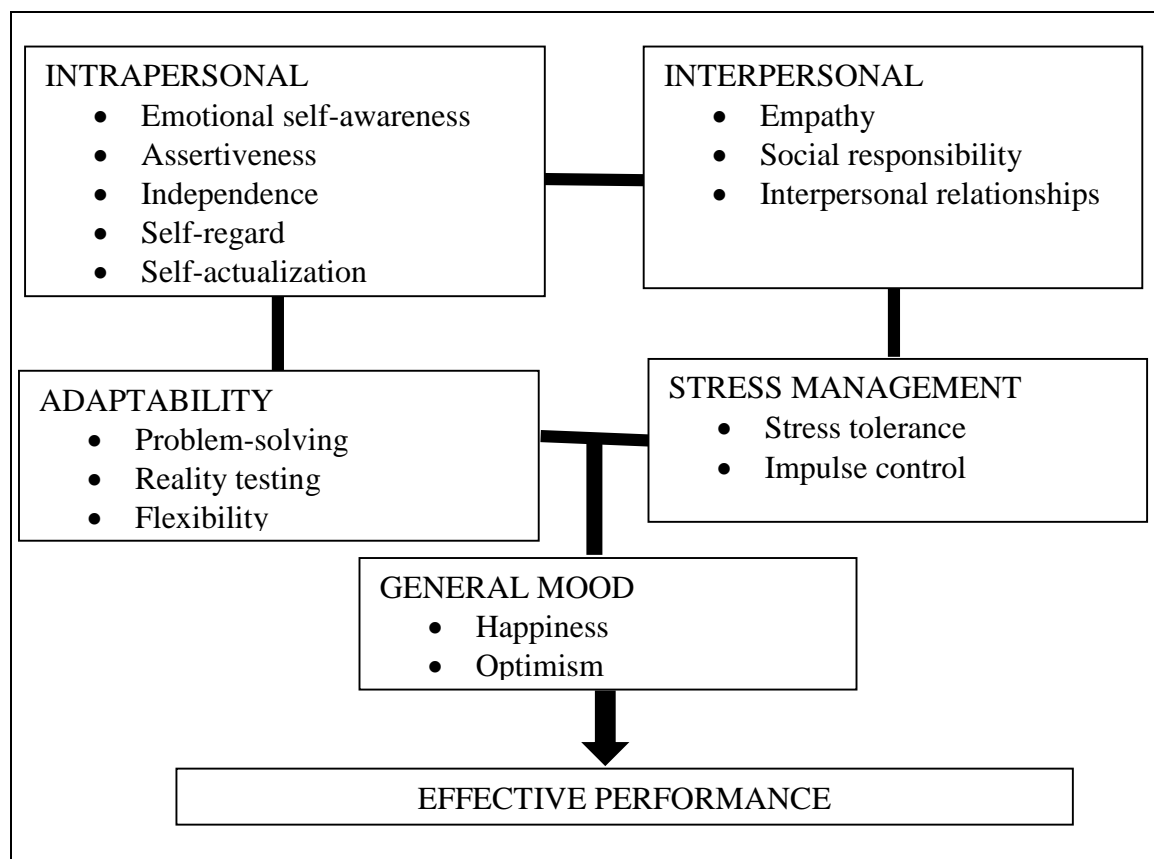 INTRAPERSONAL
• Emotional self-awareness
• Assertiveness
• Independence
• Self-regard
• Self-actualization
INTERPERSONAL
• Empathy
• Social responsibility
• Interpersonal relationships
ADAPTABILITY
• Problem-solving
• Reality testing
• Flexibility
STRESS MANAGEMENT
• Stress tolerance
• Impulse control
GENERAL MOOD
• Happiness
• Optimism
EFFECTIVE PERFORMANCE